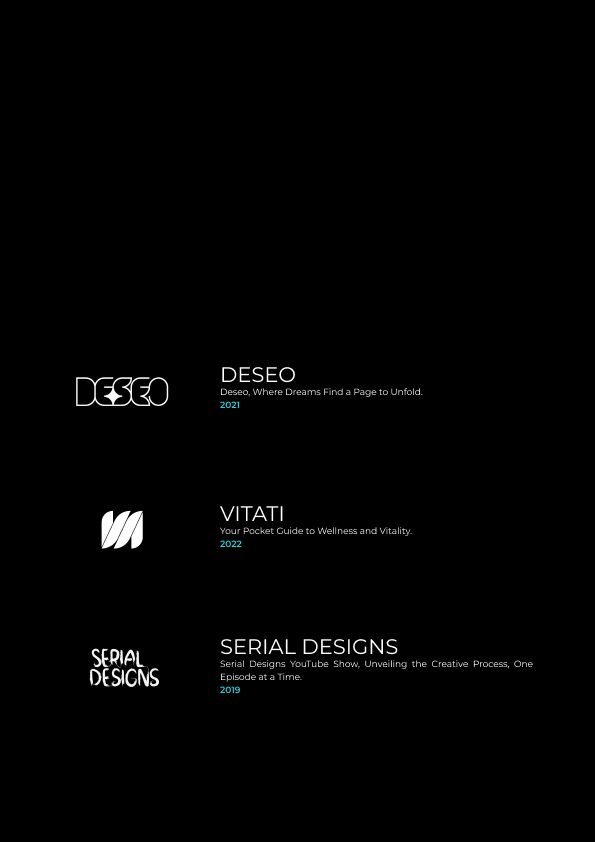 DESEO
DESEO
Deseo, Where Dreams Find a Page to Unfold.
2021
VITATI
Your Pocket Guide to Wellness and Vitality.
2022
SERIAL
DESIGNS
SERIAL DESIGNS
Serial Designs YouTube Show, Unveiling the Creative Process, One
Episode at a Time.
2019